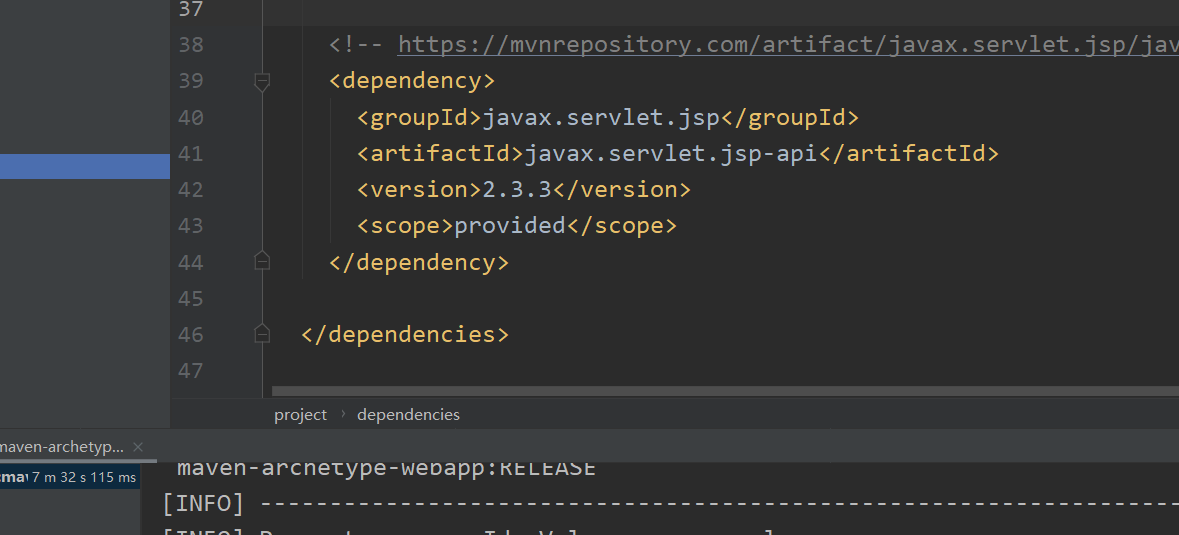 37
38 <!-- https://mvnrepository.com/artifact/javax.servlet.jsp/jav
39 <dependency>
40 <groupId>javax.servlet.jsp</groupId>
41 <artifactId>javax.servlet.jsp-api</artifactId>
42 <version>2.3.3</version>
43 <scope>provided</scope>
44 </dependency>
45
46 </dependencies>
47
project › dependencies
maven-archetyp...
7 m 32 s 115 ms
maven-archetype-webapp:RELEASE
[INFO] ------------------------------------------------------------------
[INFO]